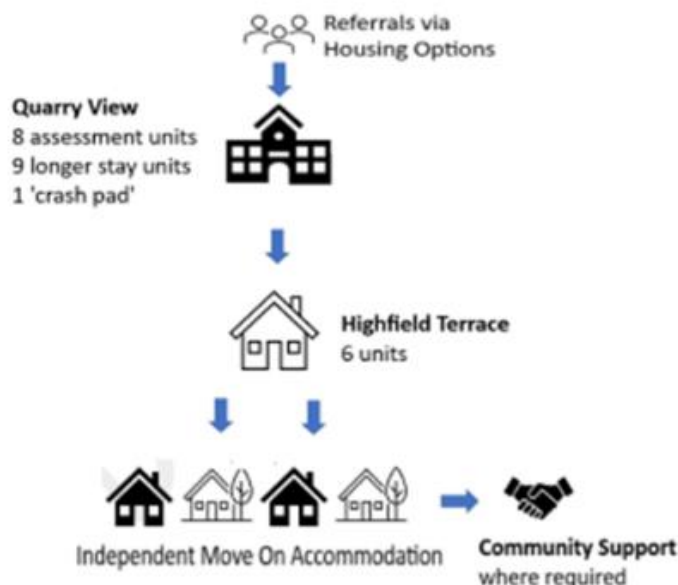 Referrals via
Housing Options
Quarry View
8 assessment units
9 longer stay units
1 'crash pad'
Highfield Terrace
6 units
Independent Move On Accommodation
Community Support
where required